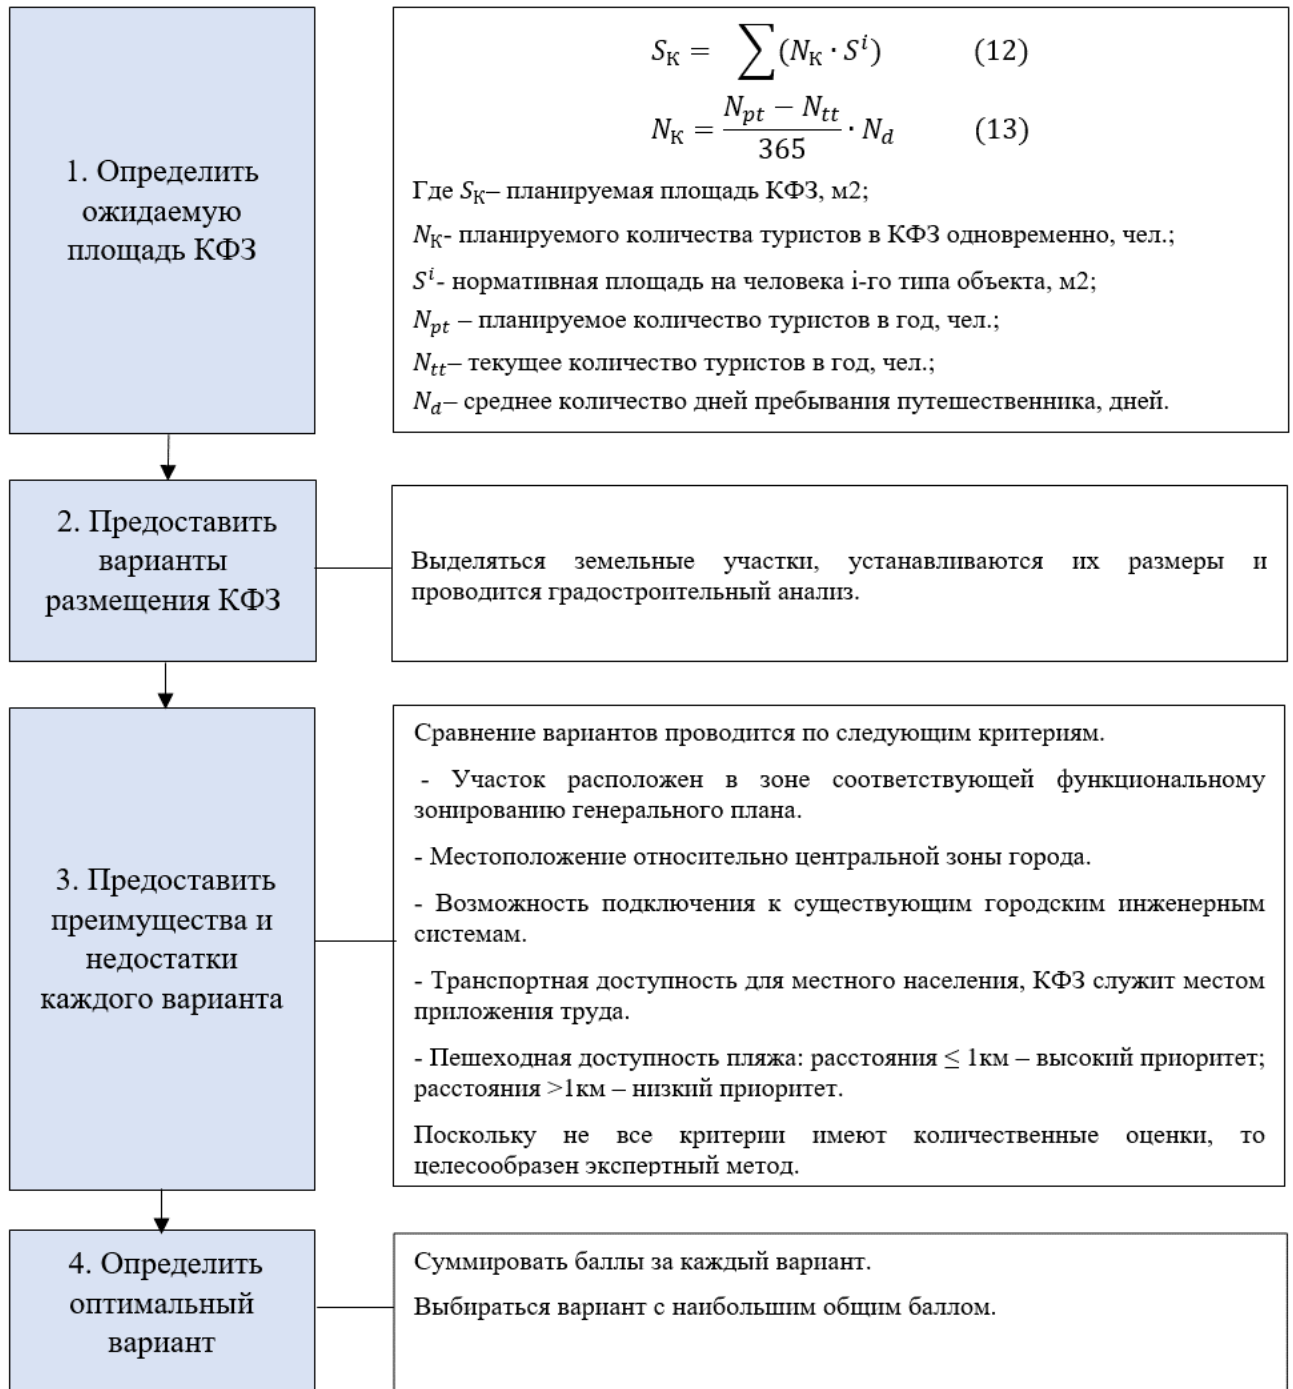 1. Определить
ожидаемую
площадь КФЗ
S_К = ∑(N_К · S^i) (12)
N_К = (N_pt − N_tt)/365 · N_d (13)
Где S_К– планируемая площадь КФЗ, м2;
N_К- планируемого количества туристов в КФЗ одновременно, чел.;
S^i- нормативная площадь на человека i-го типа объекта, м2;
N_pt – планируемое количество туристов в год, чел.;
N_tt– текущее количество туристов в год, чел.;
N_d– среднее количество дней пребывания путешественника, дней.
2. Предоставить
варианты
размещения КФЗ
Выделяться земельные участки, устанавливаются их размеры и
проводится градостроительный анализ.
3. Предоставить
преимущества и
недостатки
каждого варианта
Сравнение вариантов проводится по следующим критериям.
- Участок расположен в зоне соответствующей функциональному
зонированию генерального плана.
- Местоположение относительно центральной зоны города.
- Возможность подключения к существующим городским инженерным
системам.
- Транспортная доступность для местного населения, КФЗ служит местом
приложения труда.
- Пешеходная доступность пляжа: расстояния ≤ 1км – высокий приоритет;
расстояния >1км – низкий приоритет.
Поскольку не все критерии имеют количественные оценки, то
целесообразен экспертный метод.
4. Определить
оптимальный
вариант
Суммировать баллы за каждый вариант.
Выбираться вариант с наибольшим общим баллом.